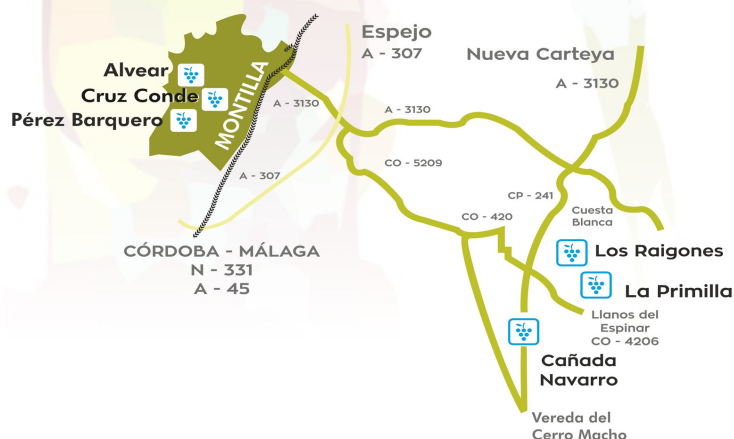 Espejo
A - 307
Nueva Carteya
A - 3130
Alvear
Cruz Conde
Pérez Barquero
MONTILLA
A - 3130
A - 3130
A - 307
CO - 5209
CP - 241
CO - 420
Cuesta
Blanca
CÓRDOBA - MÁLAGA
N - 331
A - 45
Los Raigones
La Primilla
Llanos del
Espinar
CO - 4206
Cañada
Navarro
Vereda del
Cerro Macho